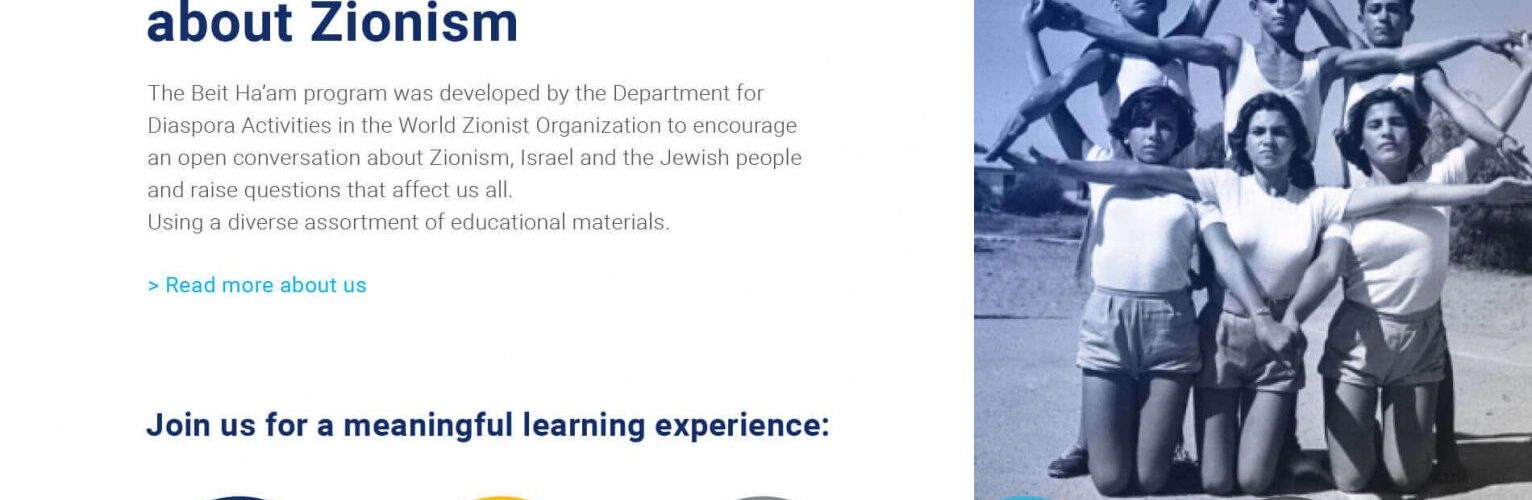 about Zionism
The Beit Ha’am program was developed by the Department for
Diaspora Activities in the World Zionist Organization to encourage
an open conversation about Zionism, Israel and the Jewish people
and raise questions that affect us all.
Using a diverse assortment of educational materials.
> Read more about us
Join us for a meaningful learning experience: